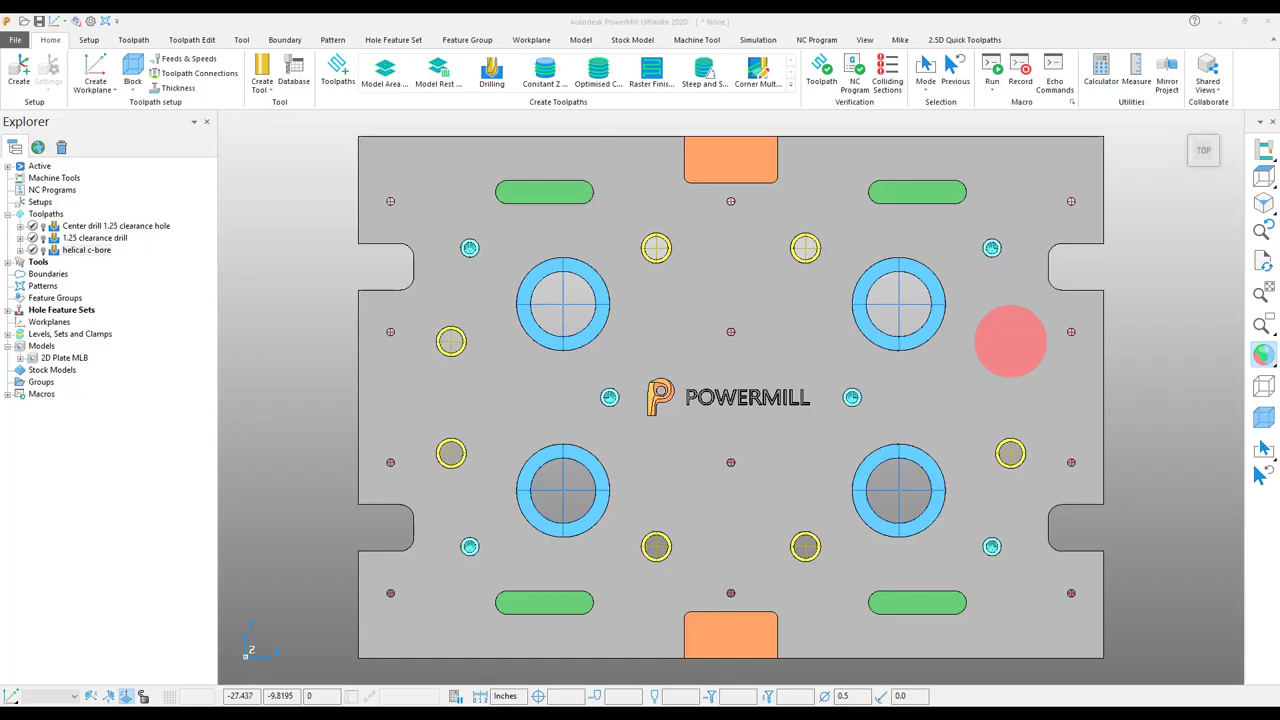 Autodesk PowerMill Ultimate 2020 [ * None ]
File Home Setup Toolpath Toolpath Edit Tool Boundary Pattern Hole Feature Set Feature Group Workplane Model Stock Model Machine Tool Simulation NC Program View Mike 2.5D Quick Toolpaths
Create Settings Create Workplane Block Feeds & Speeds Toolpath Connections Thickness Create Tool Database Toolpaths Model Area ... Model Rest ... Drilling Constant Z ... Optimised C... Raster Finis... Steep and S... Corner Mult... Toolpath NC Program Colliding Sections Mode Previous Run Record Echo Commands Calculator Measure Mirror Project Shared Views
Setup Toolpath setup Tool Create Toolpaths Verification Selection Macro Utilities Collaborate
Explorer
Active
Machine Tools
NC Programs
Setups
Toolpaths
Center drill 1.25 clearance hole
1.25 clearance drill
helical c-bore
Tools
Boundaries
Patterns
Feature Groups
Hole Feature Sets
Workplanes
Levels, Sets and Clamps
Models
2D Plate MLB
Stock Models
Groups
Macros
TOP
POWERMILL
Z
-27.437 -9.8195 0 Inches 0.5 0.0